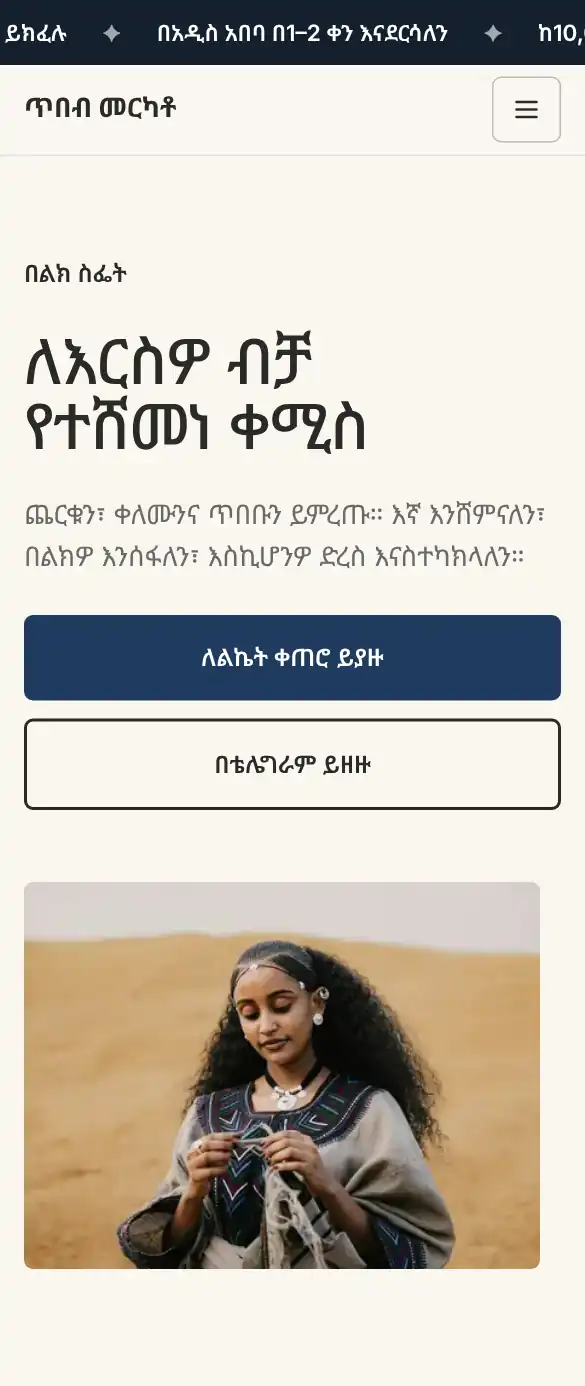 ይክፈሉ ✦ በአዲስ አበባ በ1–2 ቀን እናደርሳለን ✦ ከ10,
ጥበብ መርካቶ
በልክ ስፌት
ለእርስዎ ብቻ
የተሸመነ ቀሚስ
ጨርቁን፣ ቀለሙንና ጥበቡን ይምረጡ። እኛ እንሸምናለን፣
በልክዎ እንሰፋለን፣ እስኪሆንዎ ድረስ እናስተካክላለን።
ለልኬት ቀጠሮ ይያዙ
በቴሌግራም ይዘዙ